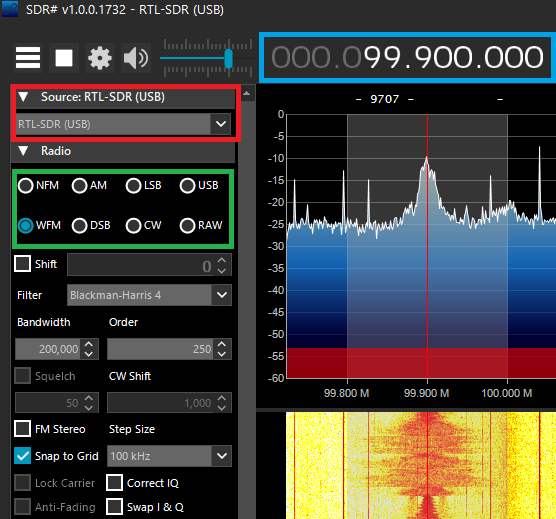 SDR# v1.0.0.1732 - RTL-SDR (USB)
000.099.900.000
Source: RTL-SDR (USB)
RTL-SDR (USB)
Radio
NFM AM LSB USB
WFM DSB CW RAW
Shift 0
Filter Blackman-Harris 4
Bandwidth Order
200,000 250
Squelch CW Shift
50 1,000
FM Stereo Step Size
Snap to Grid 100 kHz
Lock Carrier Correct IQ
Anti-Fading Swap I & Q
- 9707 - -
0
-5
-10
-15
-20
-25
-30
-35
-40
-45
-50
-55
-60
99.800 M 99.900 M 100.000 M